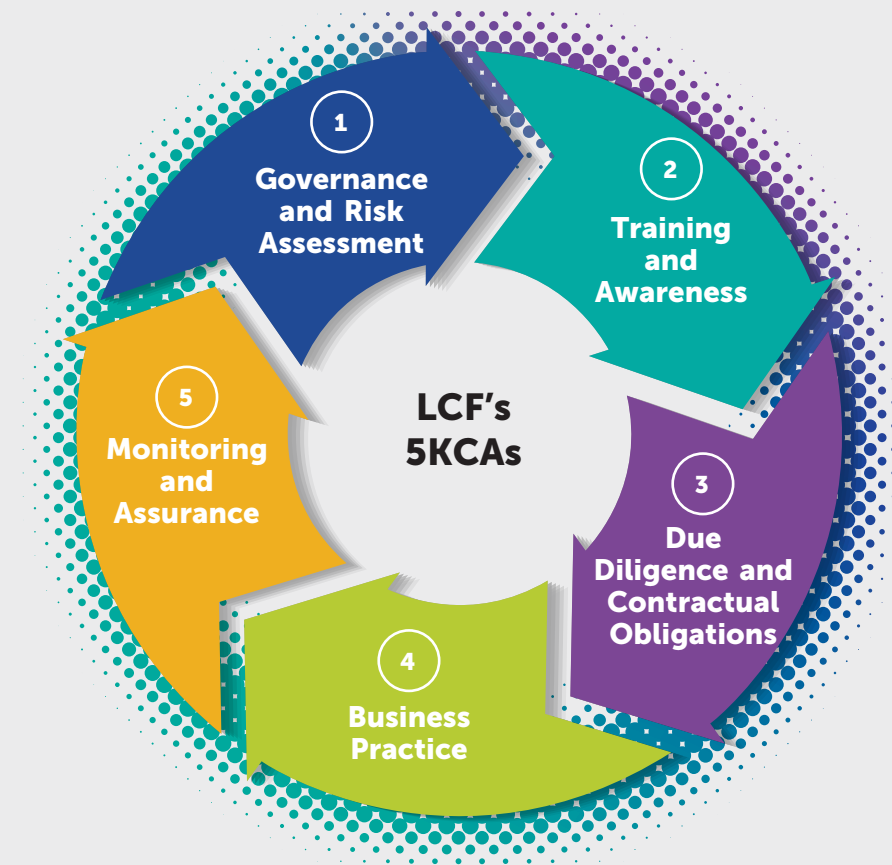 1
Governance
and Risk
Assessment
2
Training
and
Awareness
3
Due
Diligence and
Contractual
Obligations
4
Business
Practice
5
Monitoring
and
Assurance
LCF's
5KCAs